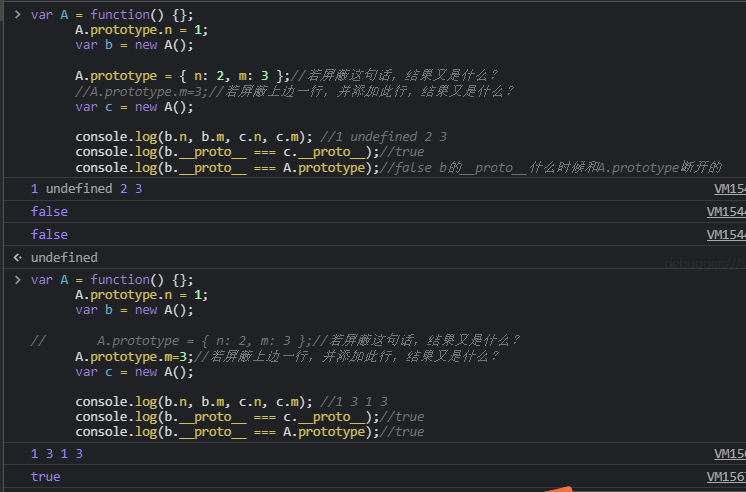 var A = function() {};
A.prototype.n = 1;
var b = new A();
A.prototype = { n: 2, m: 3 };//若屏蔽这句话，结果又是什么？
//A.prototype.m=3;//若屏蔽上边一行，并添加此行，结果又是什么？
var c = new A();
console.log(b.n, b.m, c.n, c.m); //1 undefined 2 3
console.log(b.__proto__ === c.__proto__);//true
console.log(b.__proto__ === A.prototype);//false b的__proto__什么时候和A.prototype断开的
1 undefined 2 3 VM154
false VM1544
false VM1544
undefined
var A = function() {};
A.prototype.n = 1;
var b = new A();
// A.prototype = { n: 2, m: 3 };//若屏蔽这句话，结果又是什么？
A.prototype.m=3;//若屏蔽上边一行，并添加此行，结果又是什么？
var c = new A();
console.log(b.n, b.m, c.n, c.m); //1 3 1 3
console.log(b.__proto__ === c.__proto__);//true
console.log(b.__proto__ === A.prototype);//true
1 3 1 3 VM156
true VM1567